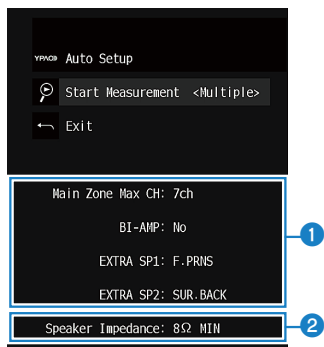 YPAO Auto Setup
Start Measurement <Multiple>
Exit
Main Zone Max CH: 7ch
BI-AMP: No
EXTRA SP1: F.PRNS
EXTRA SP2: SUR.BACK
1
Speaker Impedance: 8Ω MIN
2